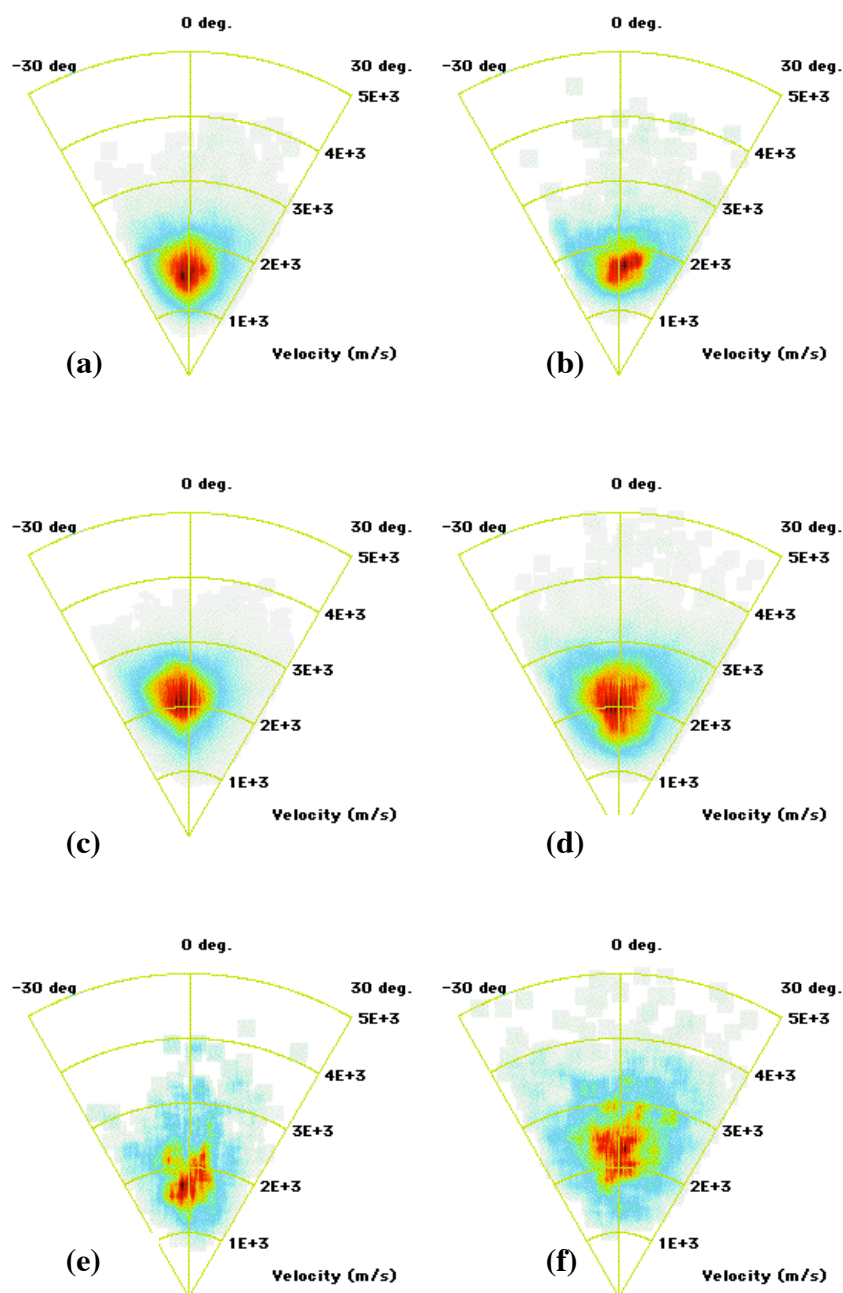 0 deg.
0 deg.
-30 deg
30 deg.
-30 deg
30 deg.
5E+3
5E+3
4E+3
4E+3
3E+3
3E+3
2E+3
2E+3
1E+3
1E+3
(a)
Velocity (m/s)
(b)
Velocity (m/s)
0 deg.
0 deg.
-30 deg
30 deg.
-30 deg
30 deg.
5E+3
5E+3
4E+3
4E+3
3E+3
3E+3
2E+3
2E+3
1E+3
1E+3
(c)
Velocity (m/s)
(d)
Velocity (m/s)
0 deg.
0 deg.
-30 deg
30 deg.
-30 deg
30 deg.
5E+3
5E+3
4E+3
4E+3
3E+3
3E+3
2E+3
2E+3
1E+3
1E+3
(e)
Velocity (m/s)
(f)
Velocity (m/s)